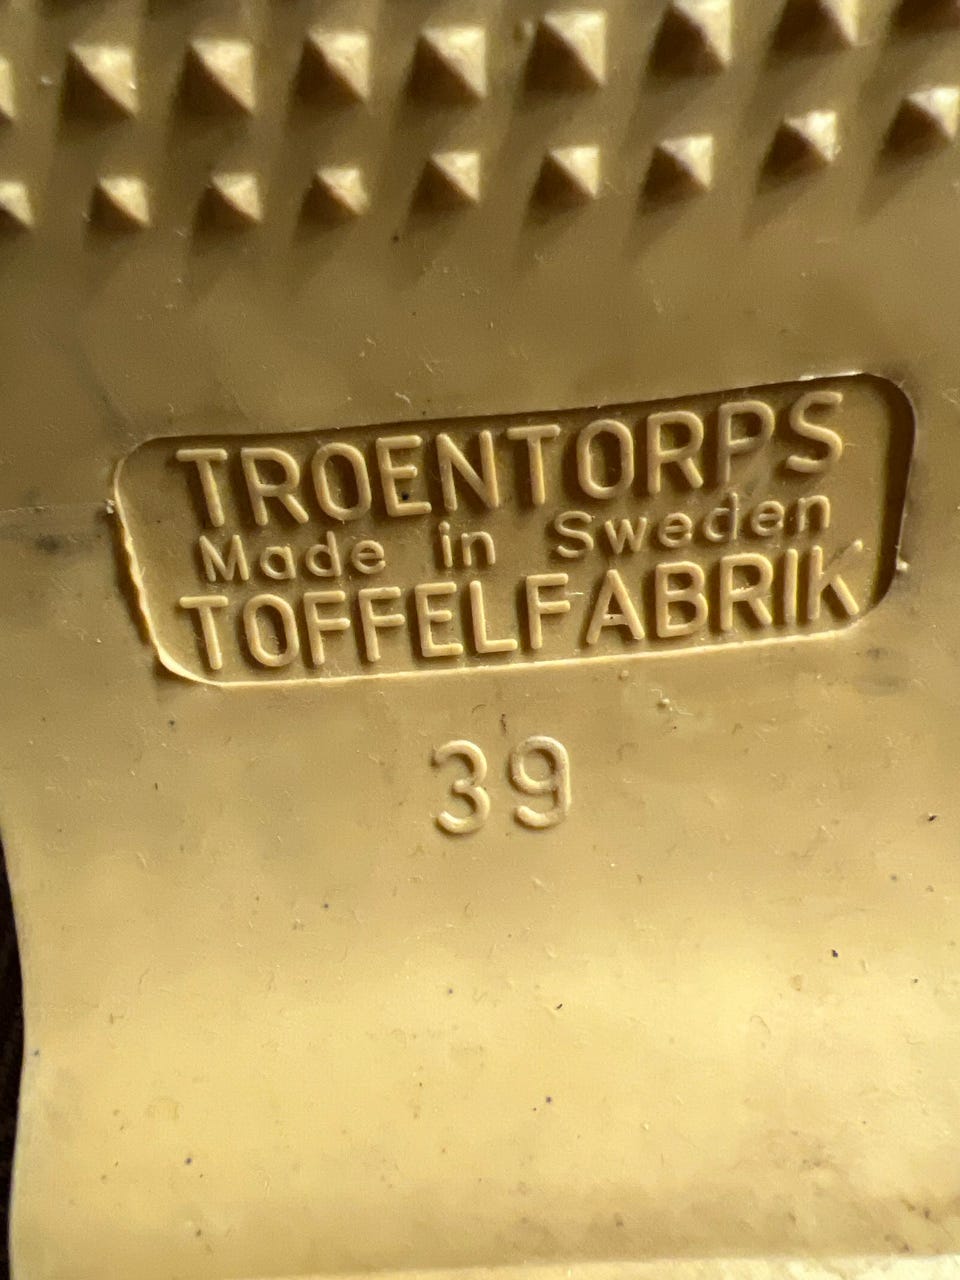 TROENTORPS
Made in Sweden
TOFFELFABRIK
39